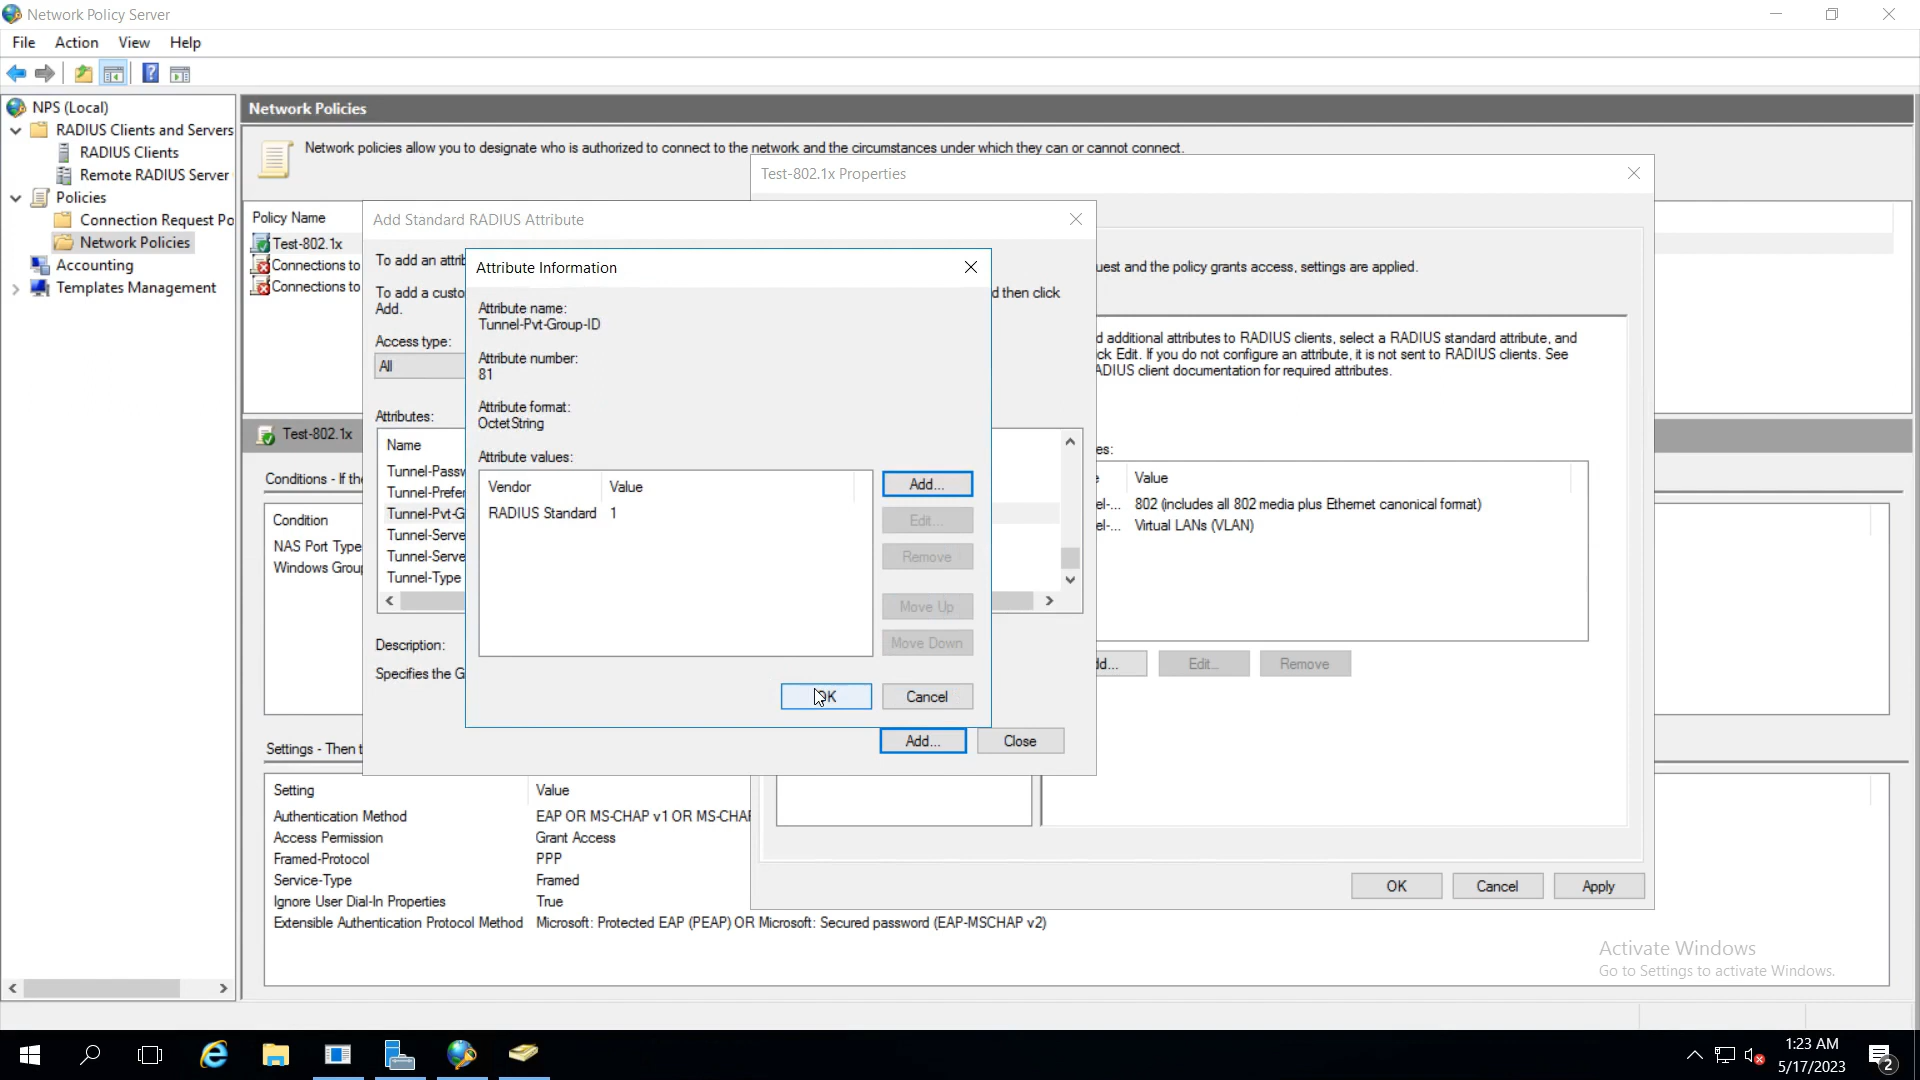 Network Policy Server
File Action View Help
NPS (Local)
RADIUS Clients and Servers
RADIUS Clients
Remote RADIUS Server
Policies
Connection Request Po
Network Policies
Accounting
Templates Management
Network Policies
Network policies allow you to designate who is authorized to connect to the network and the circumstances under which they can or cannot connect.
Policy Name
Test-802.1x
Connections to
Connections to
Test-802.1x
Conditions - If the
Condition
NAS Port Type
Windows Group
Settings - Then t
Setting Value
Authentication Method EAP OR MS-CHAP v1 OR MS-CHAP
Access Permission Grant Access
Framed-Protocol PPP
Service-Type Framed
Ignore User Dial-In Properties True
Extensible Authentication Protocol Method Microsoft: Protected EAP (PEAP) OR Microsoft: Secured password (EAP-MSCHAP v2)
Test-802.1x Properties
uest and the policy grants access, settings are applied.
d additional attributes to RADIUS clients, select a RADIUS standard attribute, and
ck Edit. If you do not configure an attribute, it is not sent to RADIUS clients. See
ADIUS client documentation for required attributes.
es:
Value
el-... 802 (includes all 802 media plus Ethernet canonical format)
el-... Virtual LANs (VLAN)
dd... Edit... Remove
OK Cancel Apply
Add Standard RADIUS Attribute
To add an attrib
To add a custo
d then click
Add.
Access type:
All
Attributes:
Name
Tunnel-Passw
Tunnel-Prefer
Tunnel-Pvt-G
Tunnel-Serve
Tunnel-Serve
Tunnel-Type
Description:
Specifies the G
Add... Close
Attribute Information
Attribute name:
Tunnel-Pvt-Group-ID
Attribute number:
81
Attribute format:
OctetString
Attribute values:
Vendor Value
RADIUS Standard 1
Add...
Edit...
Remove
Move Up
Move Down
OK Cancel
Activate Windows
Go to Settings to activate Windows.
1:23 AM
5/17/2023
2